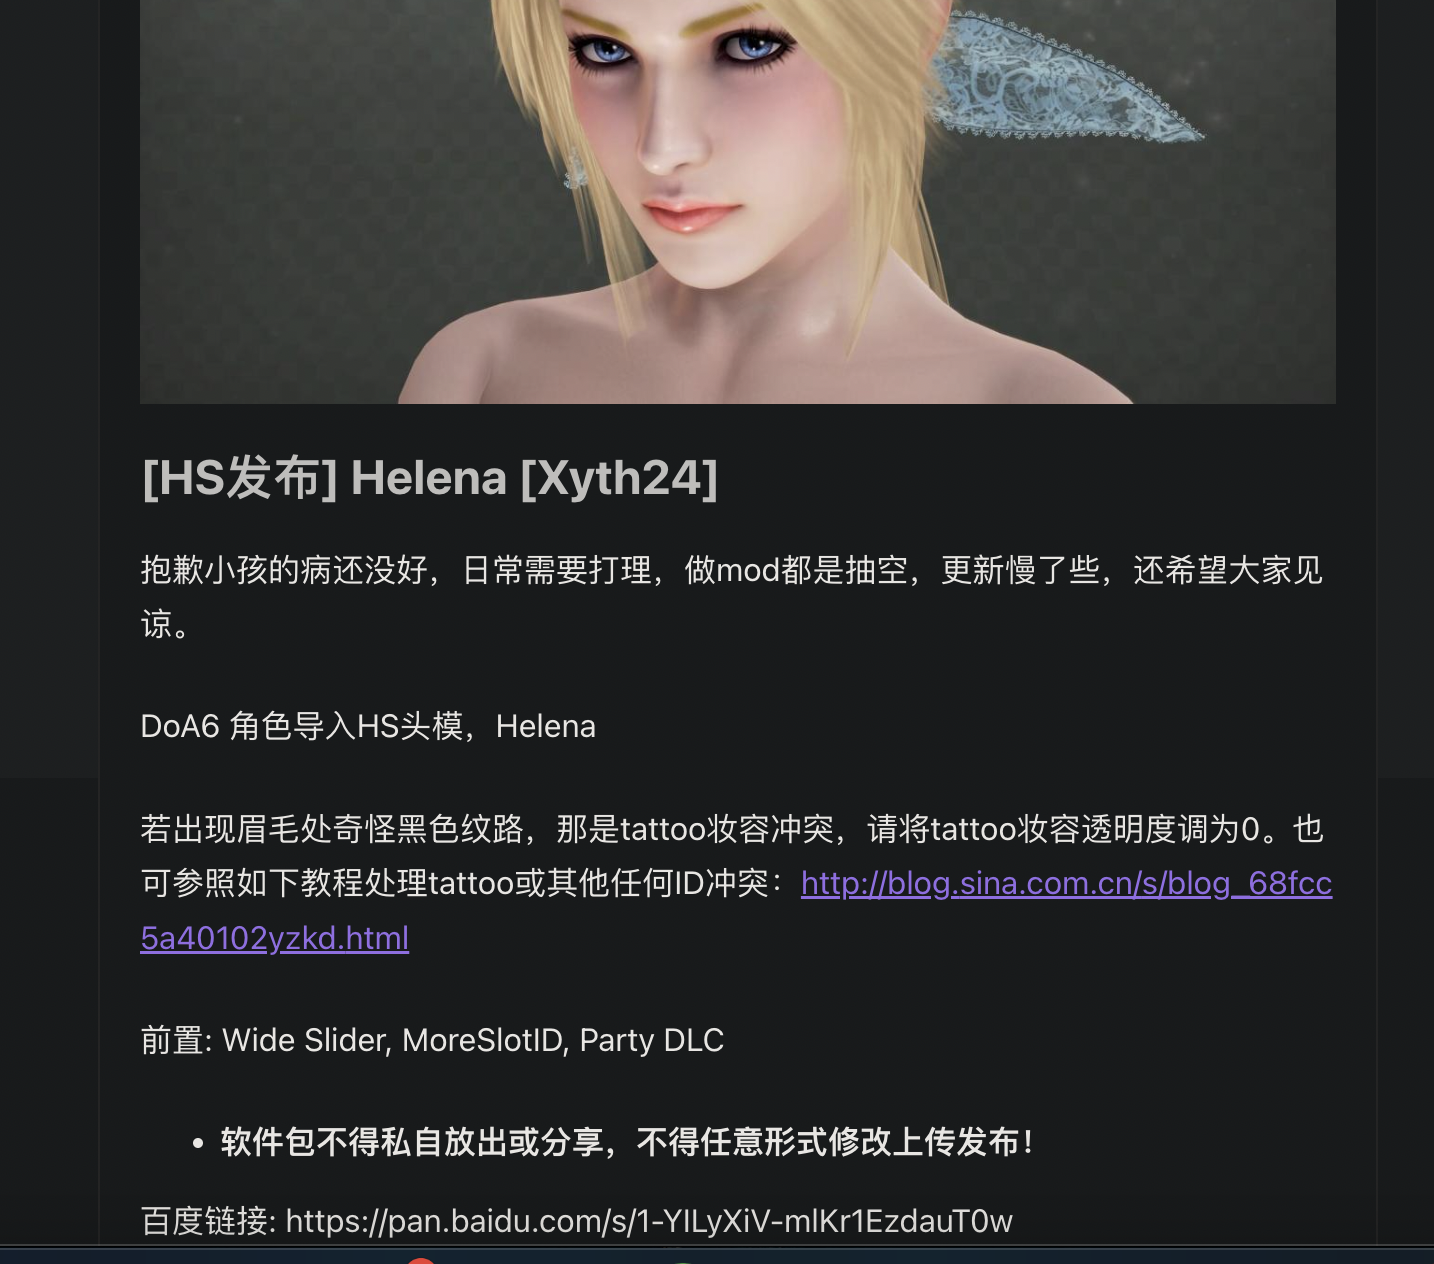 [HS发布] Helena [Xyth24]
抱歉小孩的病还没好，日常需要打理，做mod都是抽空，更新慢了些，还希望大家见
谅。
DoA6 角色导入HS头模，Helena
若出现眉毛处奇怪黑色纹路，那是tattoo妆容冲突，请将tattoo妆容透明度调为0。也
可参照如下教程处理tattoo或其他任何ID冲突：http://blog.sina.com.cn/s/blog_68fcc
5a40102yzkd.html
前置: Wide Slider, MoreSlotID, Party DLC
• 软件包不得私自放出或分享，不得任意形式修改上传发布！
百度链接: https://pan.baidu.com/s/1-YILyXiV-mlKr1EzdauT0w